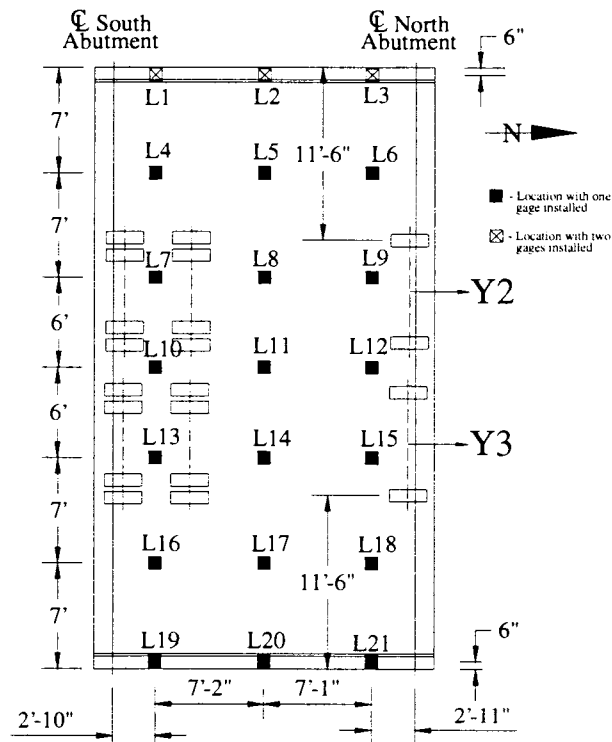 ℄ South
Abutment
℄ North
Abutment
6"
L1
L2
L3
7'
L4
L5
L6
11'-6"
N
- Location with one
gage installed
- Location with two
gages installed
7'
L7
L8
L9
Y2
6'
L10
L11
L12
6'
L13
L14
L15
Y3
7'
L16
L17
L18
11'-6"
7'
L19
L20
L21
6"
7'-2"
7'-1"
2'-10"
2'-11"